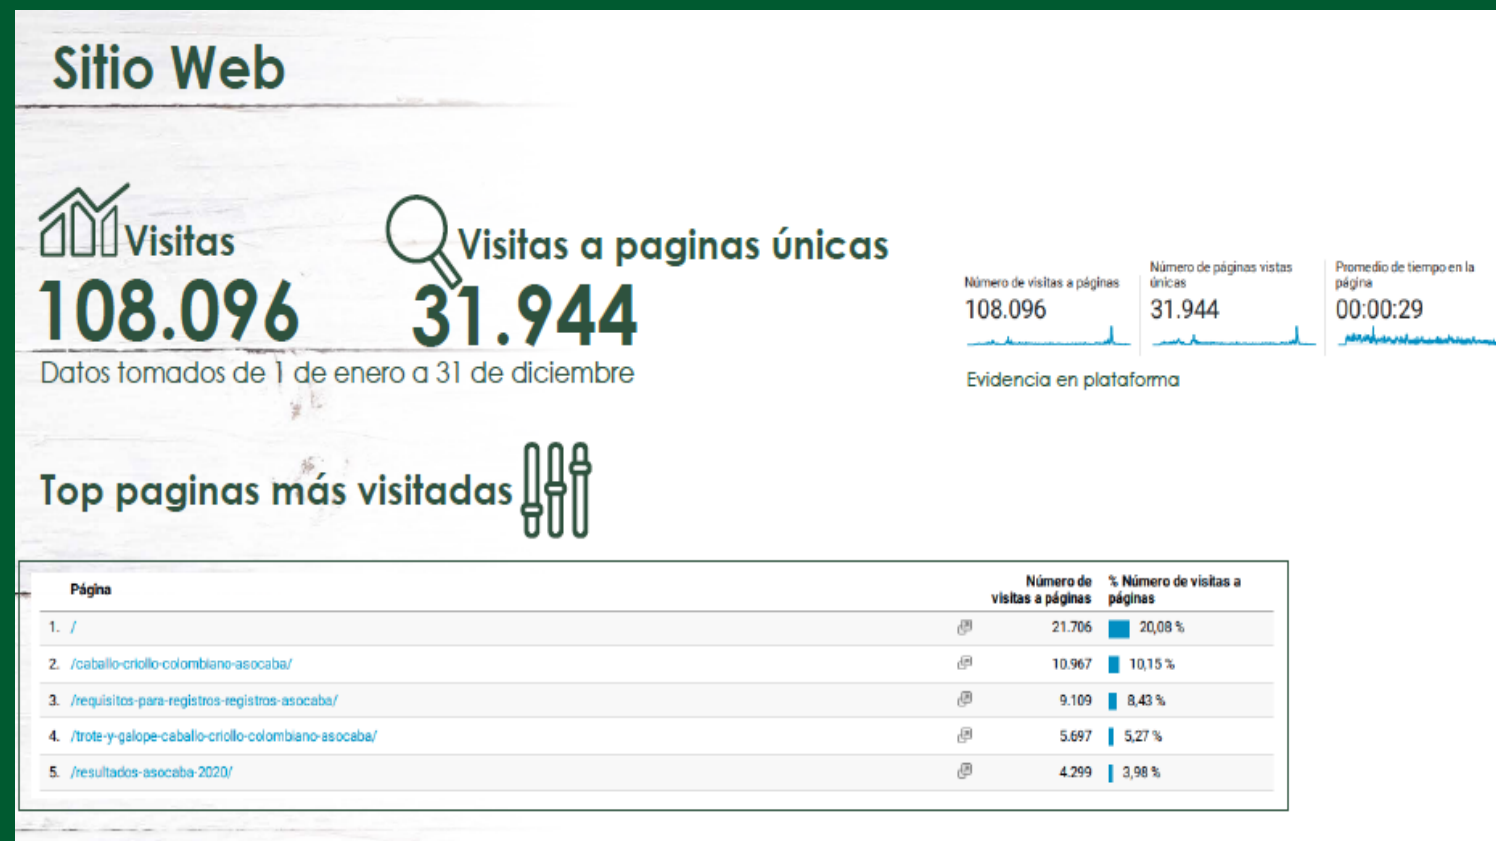 Sitio Web
Visitas
108.096
Visitas a paginas únicas
31.944
Datos tomados de 1 de enero a 31 de diciembre
Número de visitas a páginas
108.096
Número de páginas vistas
únicas
31.944
Promedio de tiempo en la
página
00:00:29
Evidencia en plataforma
Top paginas más visitadas
Página
Número de
visitas a páginas
% Número de visitas a
páginas
1. / 21.706 20,08 %
2. /caballo-criollo-colombiano-asocaba/ 10.967 10,15 %
3. /requisitos-para-registros-registros-asocaba/ 9.109 8,43 %
4. /trote-y-galope-caballo-criollo-colombiano-asocaba/ 5.697 5,27 %
5. /resultados-asocaba-2020/ 4.299 3,98 %